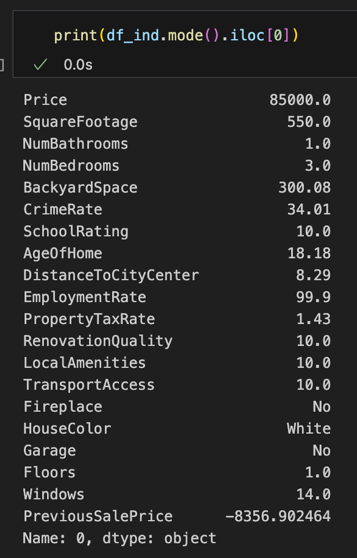 print(df_ind.mode().iloc[0])
0.0s
Price 85000.0
SquareFootage 550.0
NumBathrooms 1.0
NumBedrooms 3.0
BackyardSpace 300.08
CrimeRate 34.01
SchoolRating 10.0
AgeOfHome 18.18
DistanceToCityCenter 8.29
EmploymentRate 99.9
PropertyTaxRate 1.43
RenovationQuality 10.0
LocalAmenities 10.0
TransportAccess 10.0
Fireplace No
HouseColor White
Garage No
Floors 1.0
Windows 14.0
PreviousSalePrice -8356.902464
Name: 0, dtype: object